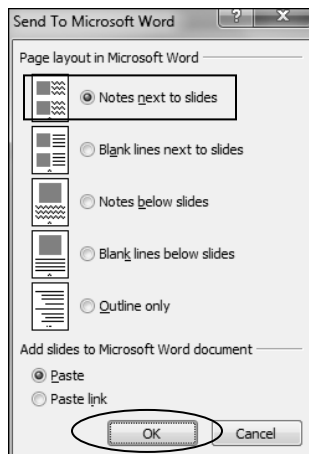 Send To Microsoft Word
Page layout in Microsoft Word
Notes next to slides
Blank lines next to slides
Notes below slides
Blank lines below slides
Outline only
Add slides to Microsoft Word document
Paste
Paste link
OK Cancel